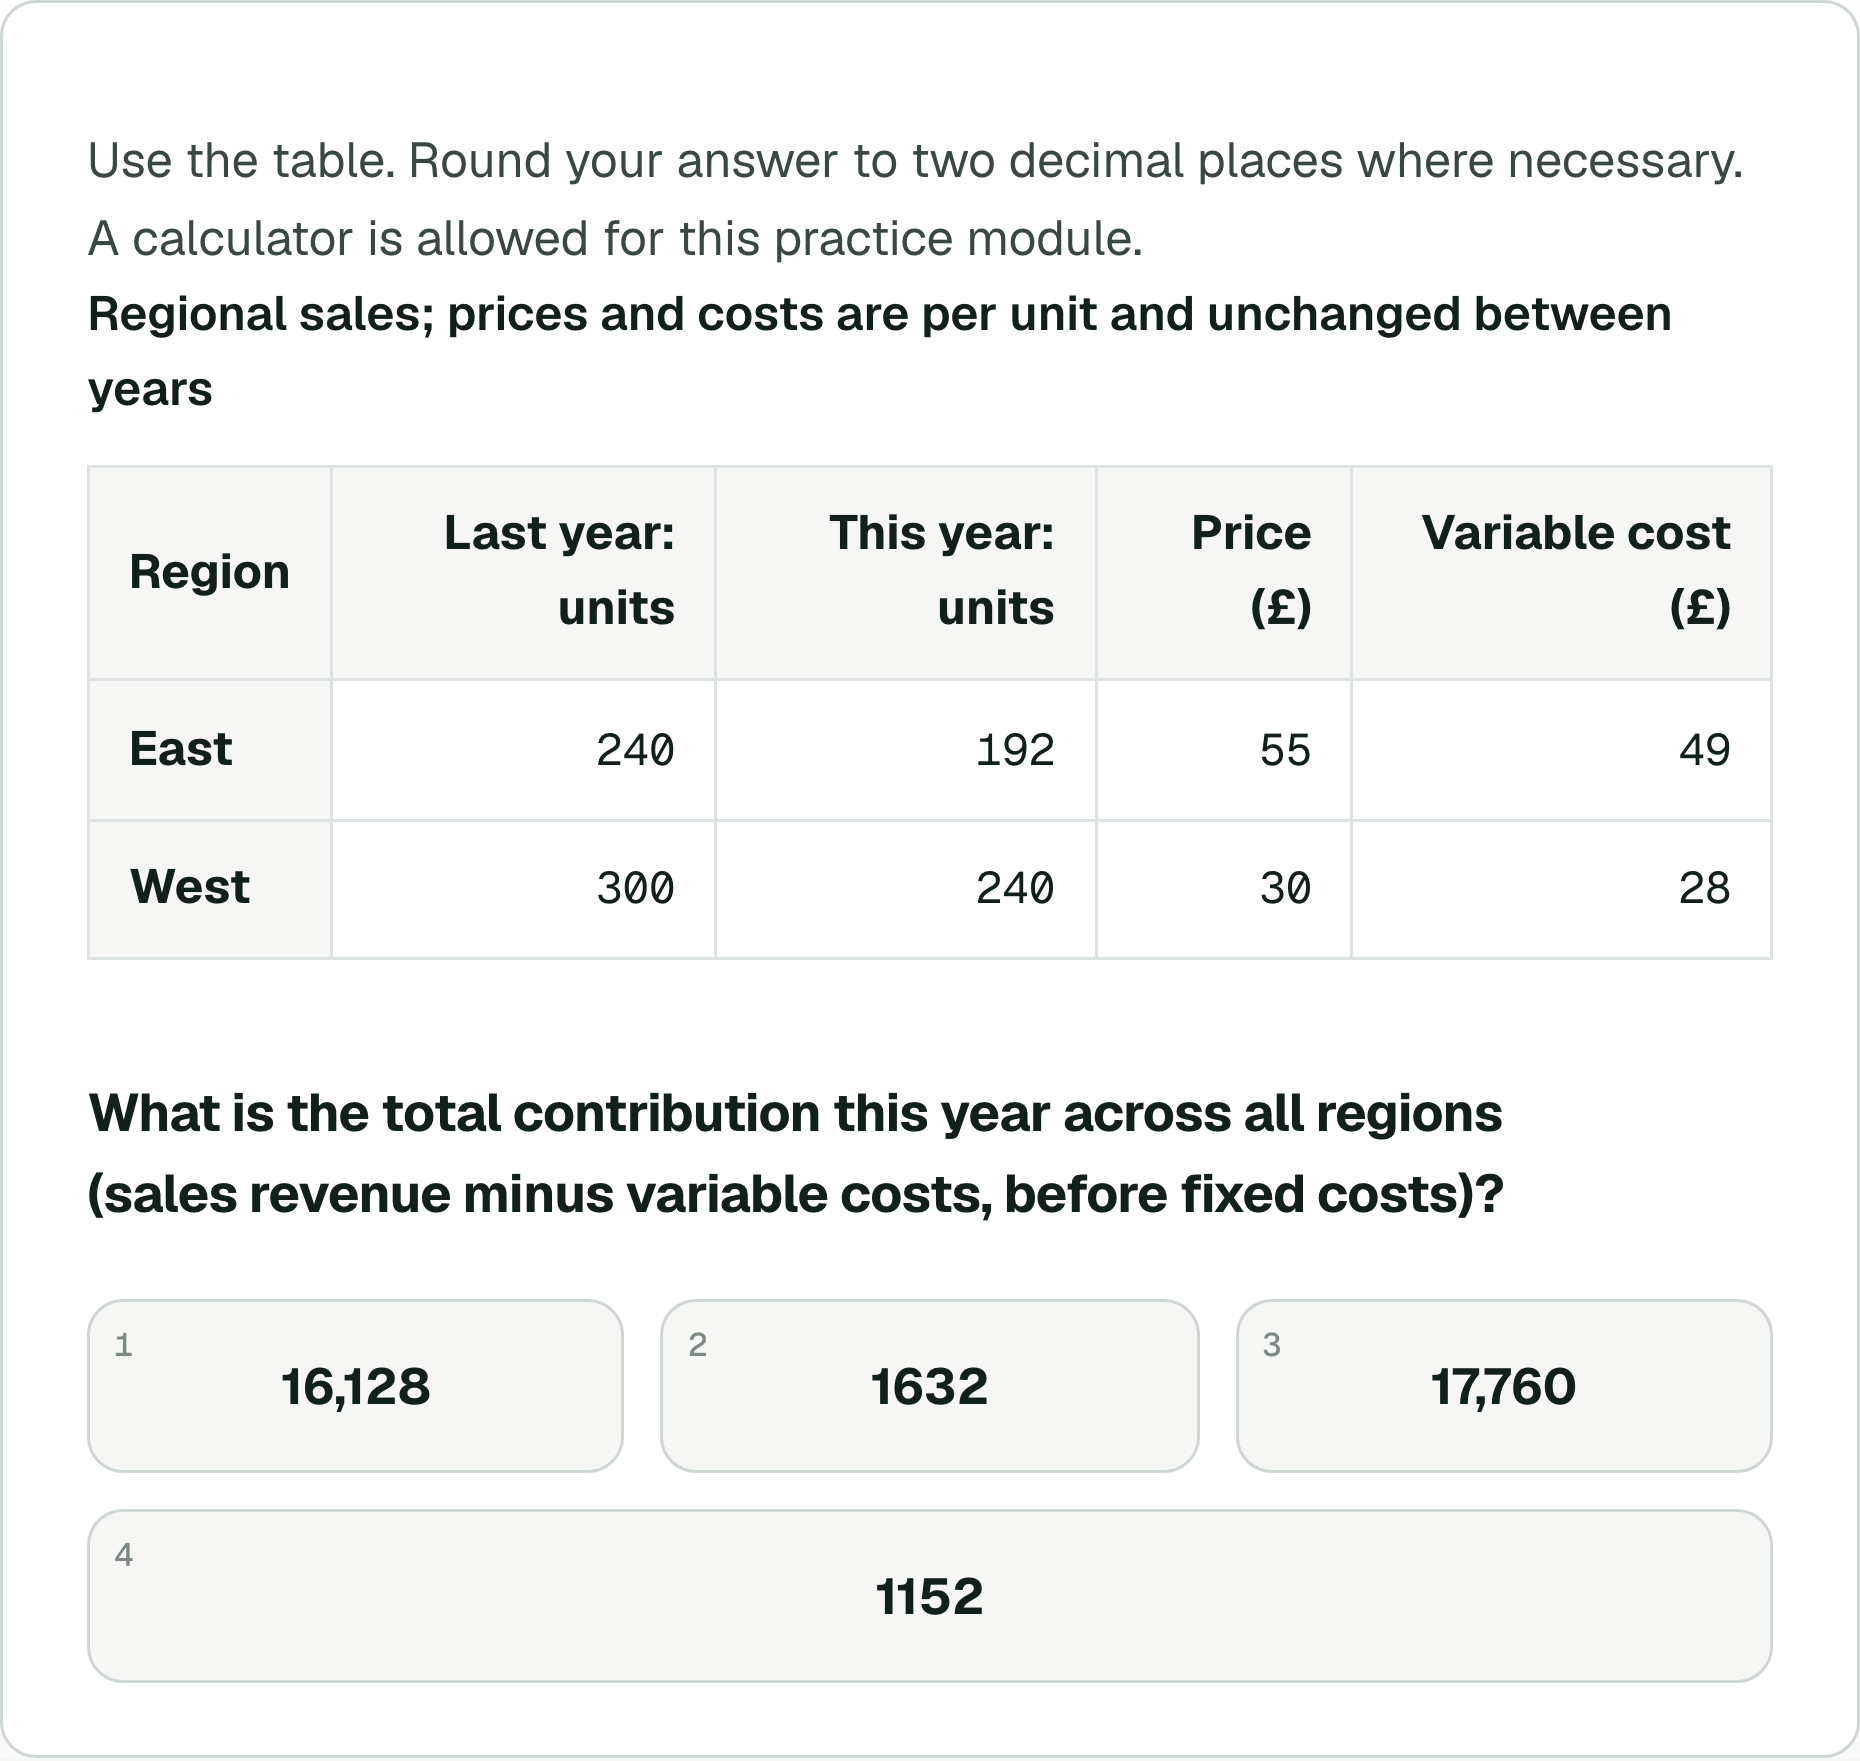 Use the table. Round your answer to two decimal places where necessary.
A calculator is allowed for this practice module.
Regional sales; prices and costs are per unit and unchanged between
years
Region Last year: units This year: units Price (£) Variable cost (£)
East 240 192 55 49
West 300 240 30 28
What is the total contribution this year across all regions
(sales revenue minus variable costs, before fixed costs)?
1 16,128
2 1632
3 17,760
4 1152